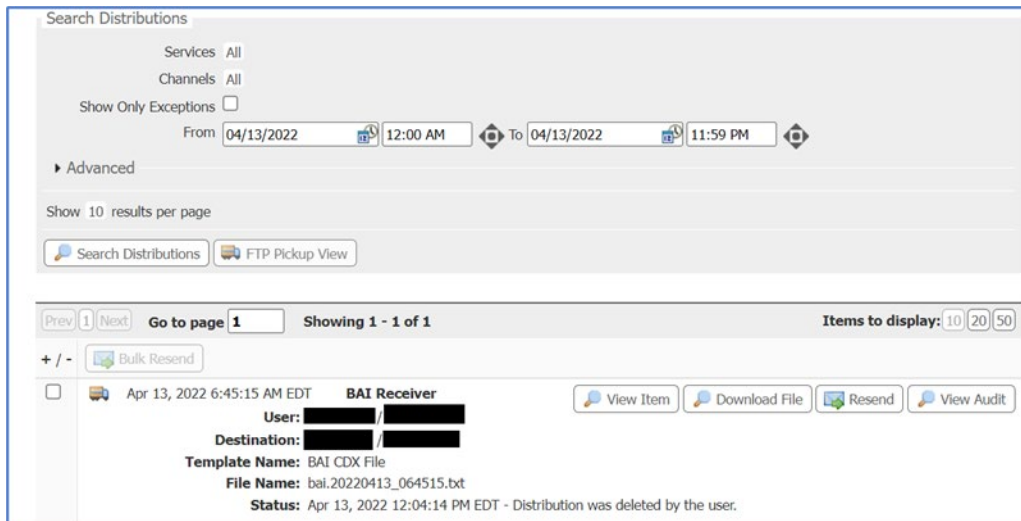 Search Distributions
Services All
Channels All
Show Only Exceptions
From 04/13/2022 12:00 AM To 04/13/2022 11:59 PM
Advanced
Show 10 results per page
Search Distributions FTP Pickup View
Prev 1 Next Go to page 1 Showing 1 - 1 of 1 Items to display: 10 20 50
+ / - Bulk Resend
Apr 13, 2022 6:45:15 AM EDT BAI Receiver View Item Download File Resend View Audit
User: /
Destination: /
Template Name: BAI CDX File
File Name: bai.20220413_064515.txt
Status: Apr 13, 2022 12:04:14 PM EDT - Distribution was deleted by the user.